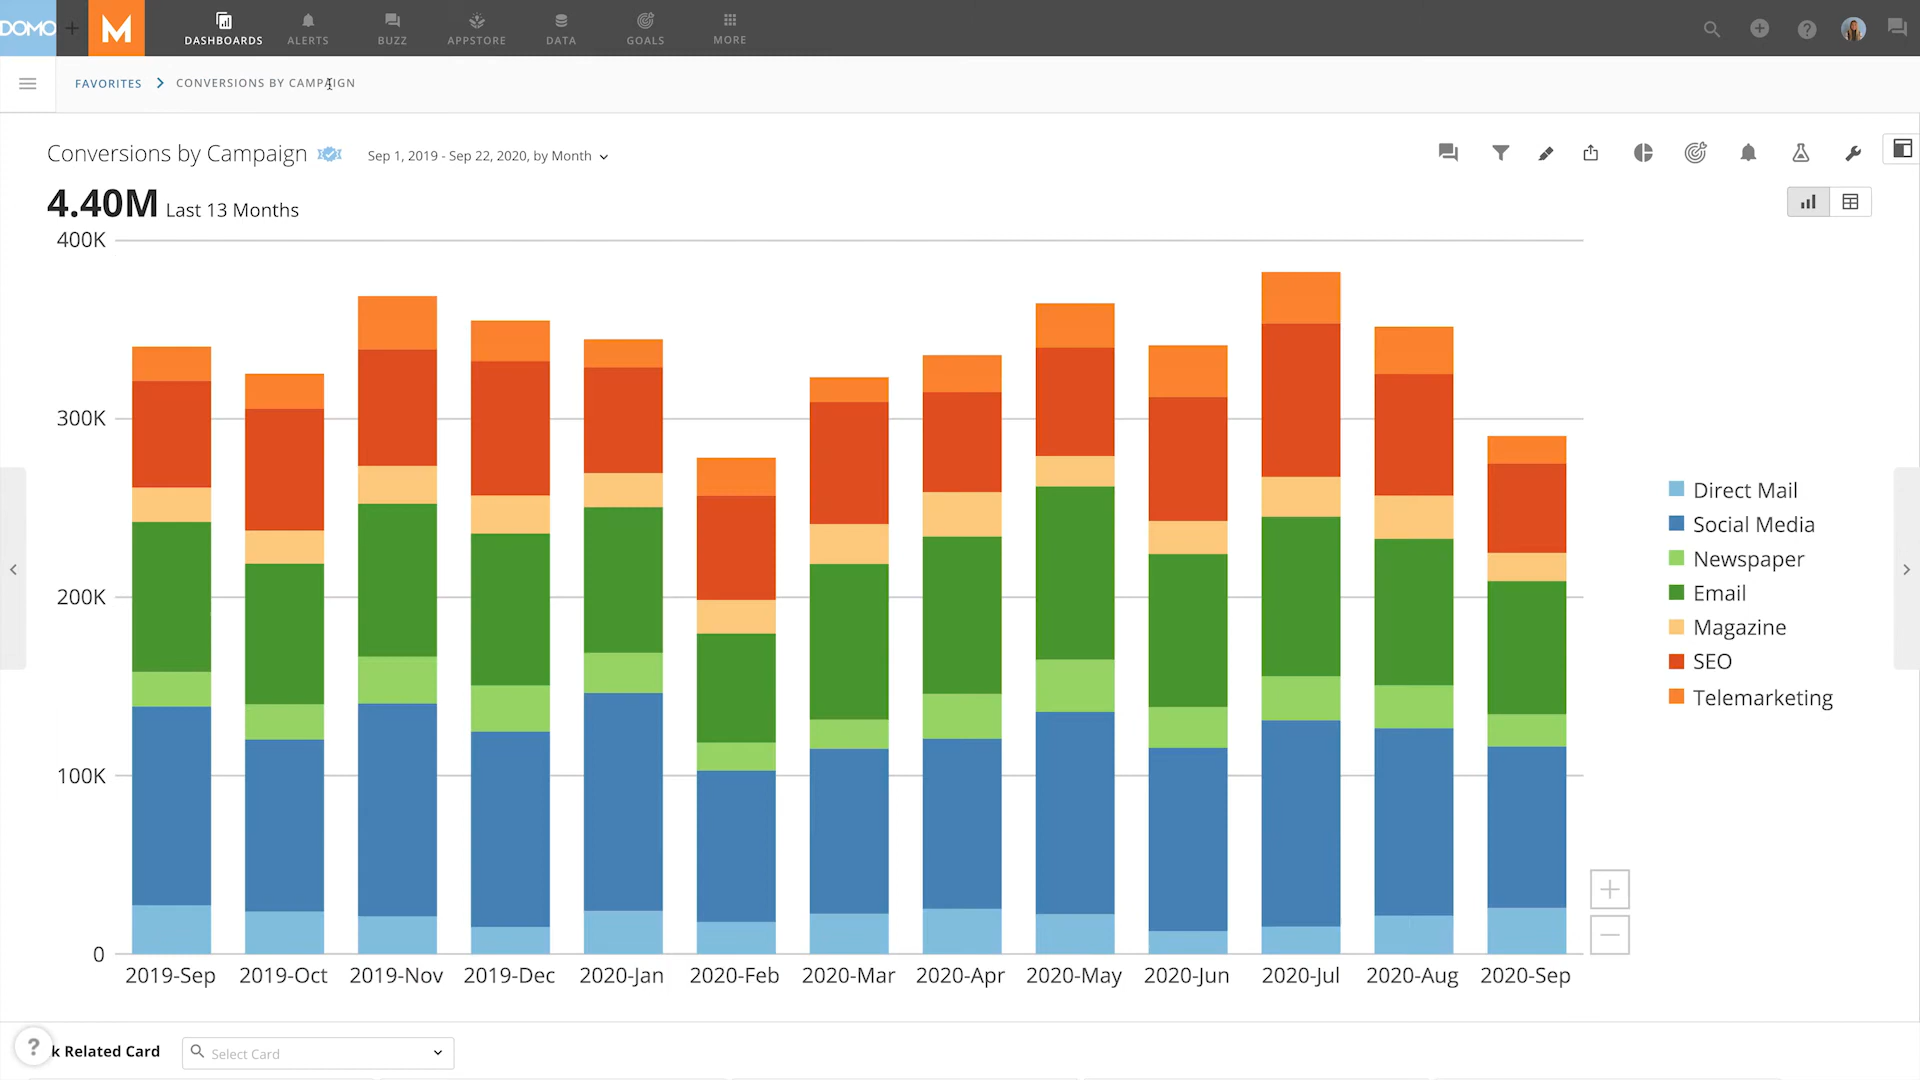 DOMO
M
DASHBOARDS
ALERTS
BUZZ
APPSTORE
DATA
GOALS
MORE
FAVORITES > CONVERSIONS BY CAMPAIGN
Conversions by Campaign
Sep 1, 2019 - Sep 22, 2020, by Month
4.40M Last 13 Months
400K
300K
200K
100K
0
2019-Sep
2019-Oct
2019-Nov
2019-Dec
2020-Jan
2020-Feb
2020-Mar
2020-Apr
2020-May
2020-Jun
2020-Jul
2020-Aug
2020-Sep
Direct Mail
Social Media
Newspaper
Email
Magazine
SEO
Telemarketing
?
k Related Card
Select Card